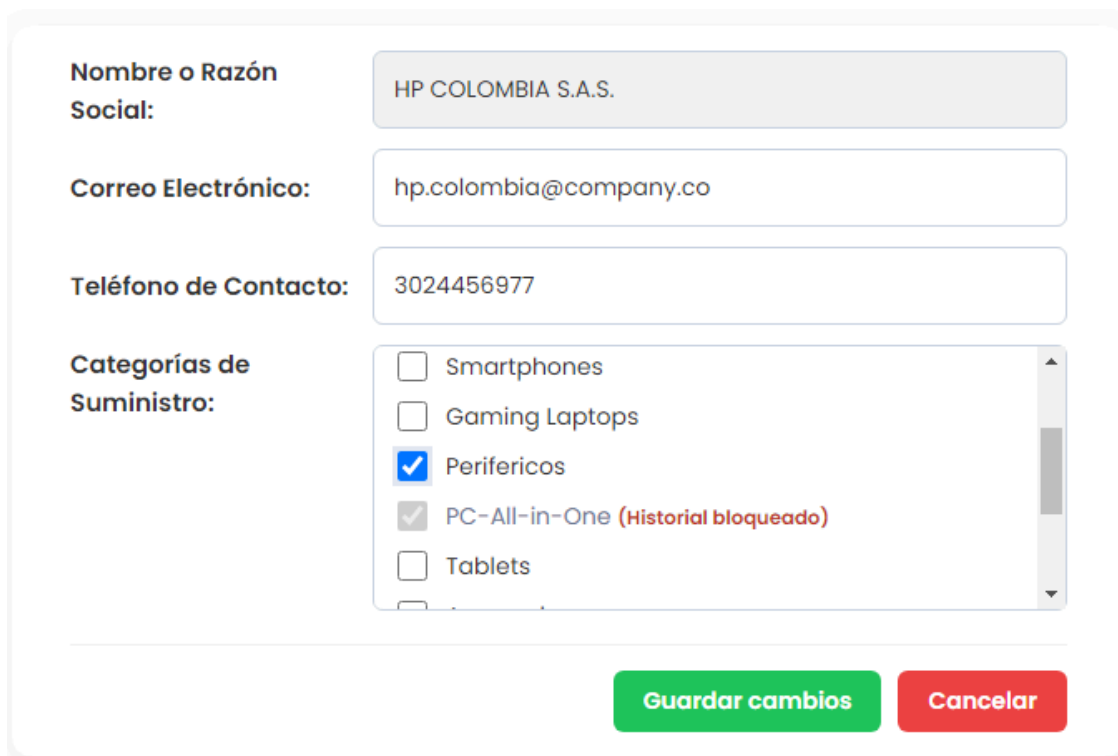 Nombre o Razón
Social:
HP COLOMBIA S.A.S.
Correo Electrónico:
hp.colombia@company.co
Teléfono de Contacto:
3024456977
Categorías de
Suministro:
Smartphones
Gaming Laptops
Perifericos
PC-All-in-One (Historial bloqueado)
Tablets
Guardar cambios
Cancelar